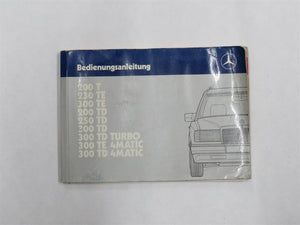 Bedienungsanleitung
200 T
230 TE
300 TE
200 TD
250 TD
300 TD
300 TD TURBO
300 TE 4MATIC
300 TD 4MATIC